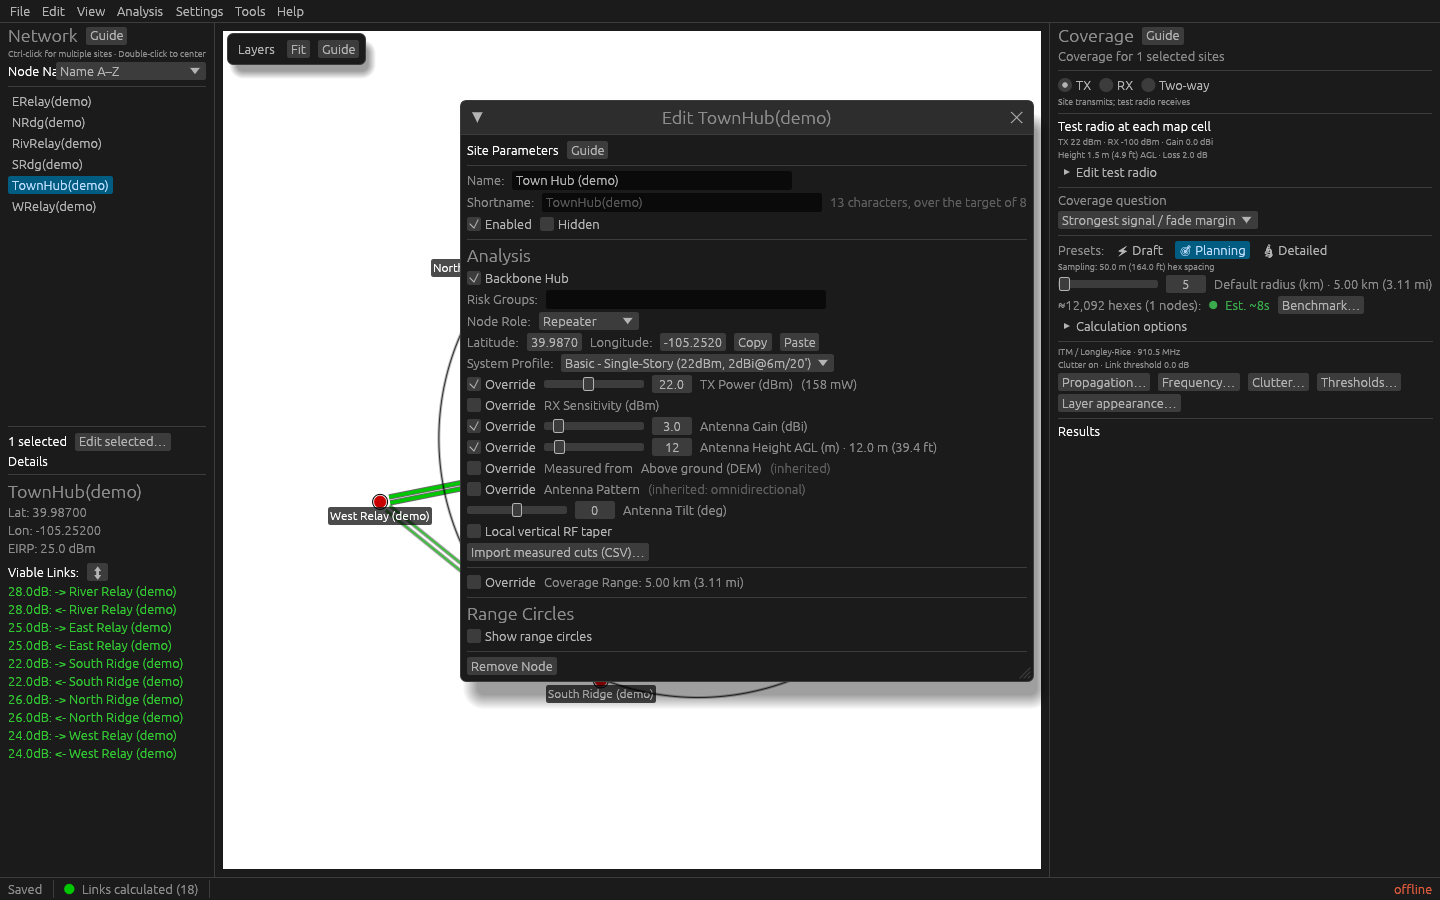 File Edit View Analysis Settings Tools Help
Network Guide
Ctrl-click for multiple sites · Double-click to center
Node Na Name A–Z
ERelay(demo)
NRdg(demo)
RivRelay(demo)
SRdg(demo)
TownHub(demo)
WRelay(demo)
1 selected Edit selected...
Details
TownHub(demo)
Lat: 39.98700
Lon: -105.25200
EIRP: 25.0 dBm
Viable Links:
28.0dB: -> River Relay (demo)
28.0dB: <- River Relay (demo)
25.0dB: -> East Relay (demo)
25.0dB: <- East Relay (demo)
22.0dB: -> South Ridge (demo)
22.0dB: <- South Ridge (demo)
26.0dB: -> North Ridge (demo)
26.0dB: <- North Ridge (demo)
24.0dB: -> West Relay (demo)
24.0dB: <- West Relay (demo)
Layers Fit Guide
North
West Relay (demo)
South Ridge (demo)
Edit TownHub(demo)
Site Parameters Guide
Name: Town Hub (demo)
Shortname: TownHub(demo) 13 characters, over the target of 8
Enabled Hidden
Analysis
Backbone Hub
Risk Groups:
Node Role: Repeater
Latitude: 39.9870 Longitude: -105.2520 Copy Paste
System Profile: Basic - Single-Story (22dBm, 2dBi@6m/20')
Override 22.0 TX Power (dBm) (158 mW)
Override RX Sensitivity (dBm)
Override 3.0 Antenna Gain (dBi)
Override 12 Antenna Height AGL (m) · 12.0 m (39.4 ft)
Override Measured from Above ground (DEM) (inherited)
Override Antenna Pattern (inherited: omnidirectional)
0 Antenna Tilt (deg)
Local vertical RF taper
Import measured cuts (CSV)...
Override Coverage Range: 5.00 km (3.11 mi)
Range Circles
Show range circles
Remove Node
Coverage Guide
Coverage for 1 selected sites
TX RX Two-way
Site transmits; test radio receives
Test radio at each map cell
TX 22 dBm · RX -100 dBm · Gain 0.0 dBi
Height 1.5 m (4.9 ft) AGL · Loss 2.0 dB
Edit test radio
Coverage question
Strongest signal / fade margin
Presets: Draft Planning Detailed
Sampling: 50.0 m (164.0 ft) hex spacing
5 Default radius (km) · 5.00 km (3.11 mi)
≈12,092 hexes (1 nodes): Est. ~8s Benchmark...
Calculation options
ITM / Longley-Rice · 910.5 MHz
Clutter on · Link threshold 0.0 dB
Propagation... Frequency... Clutter... Thresholds...
Layer appearance...
Results
Saved Links calculated (18) offline